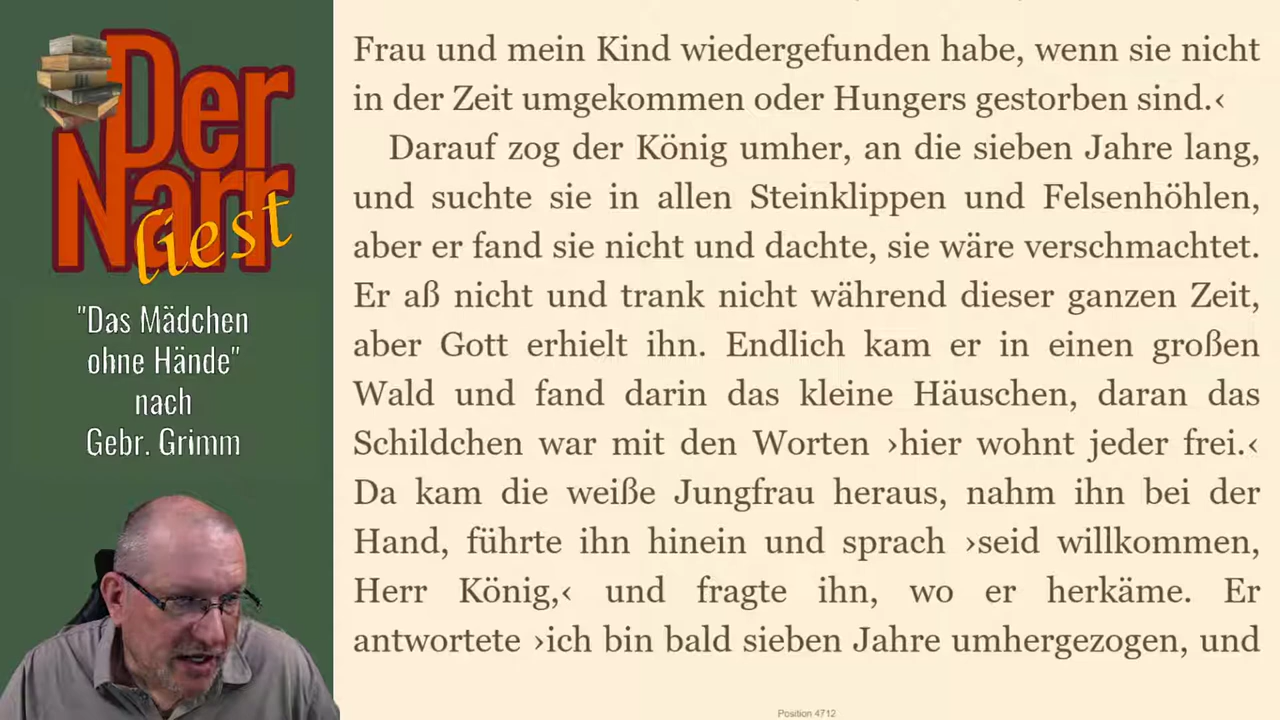 Der
Narr
liest
"Das Mädchen
ohne Hände"
nach
Gebr. Grimm
Frau und mein Kind wiedergefunden habe, wenn sie nicht
in der Zeit umgekommen oder Hungers gestorben sind.‹
Darauf zog der König umher, an die sieben Jahre lang,
und suchte sie in allen Steinklippen und Felsenhöhlen,
aber er fand sie nicht und dachte, sie wäre verschmachtet.
Er aß nicht und trank nicht während dieser ganzen Zeit,
aber Gott erhielt ihn. Endlich kam er in einen großen
Wald und fand darin das kleine Häuschen, daran das
Schildchen war mit den Worten ›hier wohnt jeder frei.‹
Da kam die weiße Jungfrau heraus, nahm ihn bei der
Hand, führte ihn hinein und sprach ›seid willkommen,
Herr König,‹ und fragte ihn, wo er herkäme. Er
antwortete ›ich bin bald sieben Jahre umhergezogen, und
Position 4712